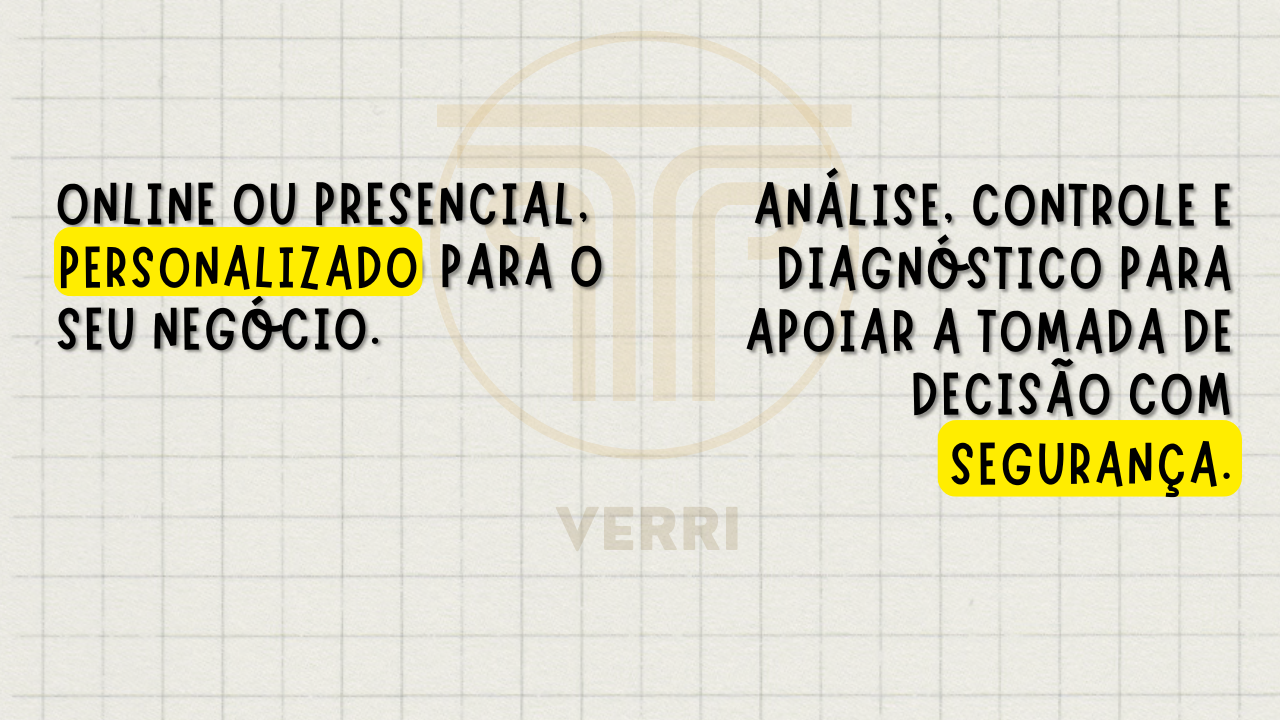 ONLINE OU PRESENCIAL,
PERSONALIZADO PARA O
SEU NEGÓCIO.
ANÁLISE, CONTROLE E
DIAGNÓSTICO PARA
APOIAR A TOMADA DE
DECISÃO COM
SEGURANÇA.
VERRI